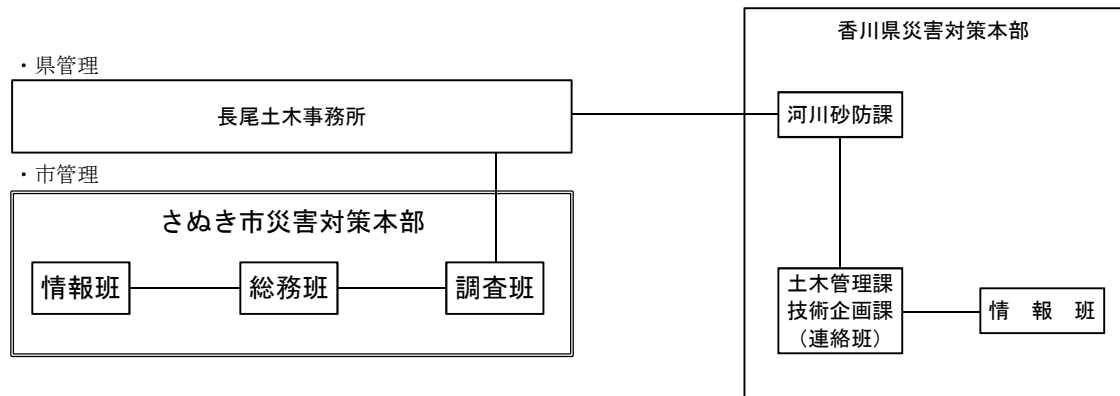 ・県管理
長尾土木事務所
・市管理
さぬき市災害対策本部
情報班
総務班
調査班
香川県災害対策本部
河川砂防課
土木管理課
技術企画課
（連絡班）
情　報　班